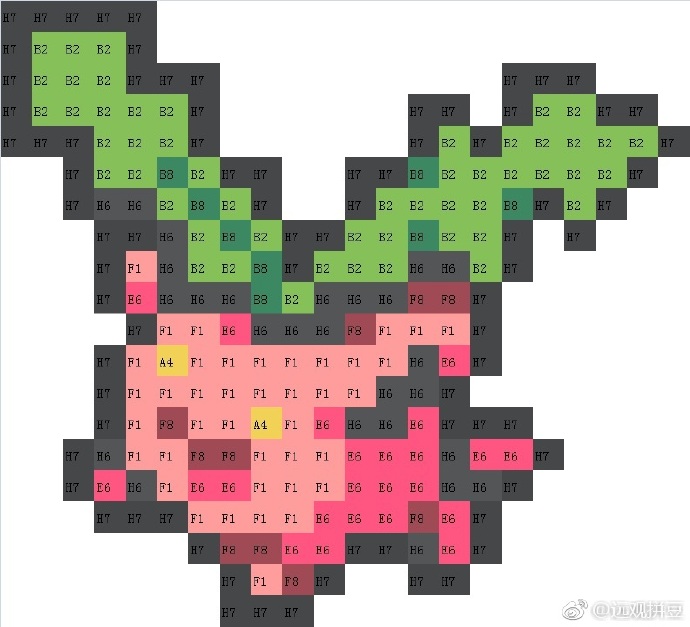 H7 H7 H7 H7 H7
H7 B2 B2 B2 H7
H7 B2 B2 B2 H7 H7 H7 H7 H7 H7
H7 B2 B2 B2 B2 B2 H7 H7 H7 H7 B2 B2 H7 H7
H7 H7 H7 B2 B2 B2 H7 H7 B2 H7 B2 B2 B2 B2 B2 H7
H7 B2 B2 B8 B2 H7 H7 H7 H7 B8 B2 B2 B2 B2 B2 B2 H7
H7 H6 H6 B2 B8 B2 H7 H7 B2 B2 B2 B2 B8 H7 B2 H7
H7 H7 H6 B2 B8 B2 H7 H7 B2 B2 B8 B2 B2 H7 H7
H7 F1 H6 B2 B2 B8 H7 B2 B2 B2 H6 H6 B2 H7
H7 E6 H6 H6 H6 B8 B2 H6 H6 H6 F8 F8 H7
H7 F1 F1 E6 H6 H6 H6 F8 F1 F1 F1 H7
H7 F1 A4 F1 F1 F1 F1 F1 F1 F1 H6 E6 H7
H7 F1 F1 F1 F1 F1 F1 F1 F1 H6 H6 H7
H7 F1 F8 F1 F1 A4 F1 E6 H6 H6 E6 H7 H7 H7
H7 H6 F1 F1 F8 F8 F1 F1 F1 E6 E6 E6 H6 E6 E6 H7
H7 E6 H6 F1 E6 E6 F1 F1 F1 E6 E6 E6 H6 H6 H7
H7 H7 H7 F1 F1 F1 F1 E6 E6 E6 F8 E6 H7
H7 F8 F8 E6 E6 H7 H7 H6 E6 H7
H7 F1 F8 H7 H7 H7
H7 H7 H7
@远观拼豆